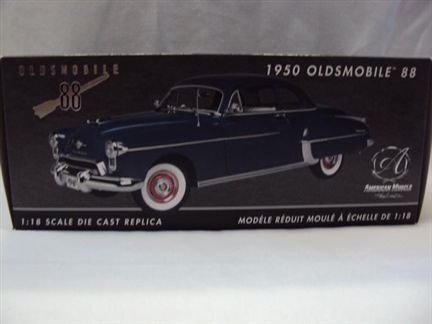 OLDSMOBILE
88
1950 OLDSMOBILE™ 88
A
AMERICAN MUSCLE
1:18 SCALE DIE CAST REPLICA
MODÈLE RÉDUIT MOULÉ À ÉCHELLE DE 1:18